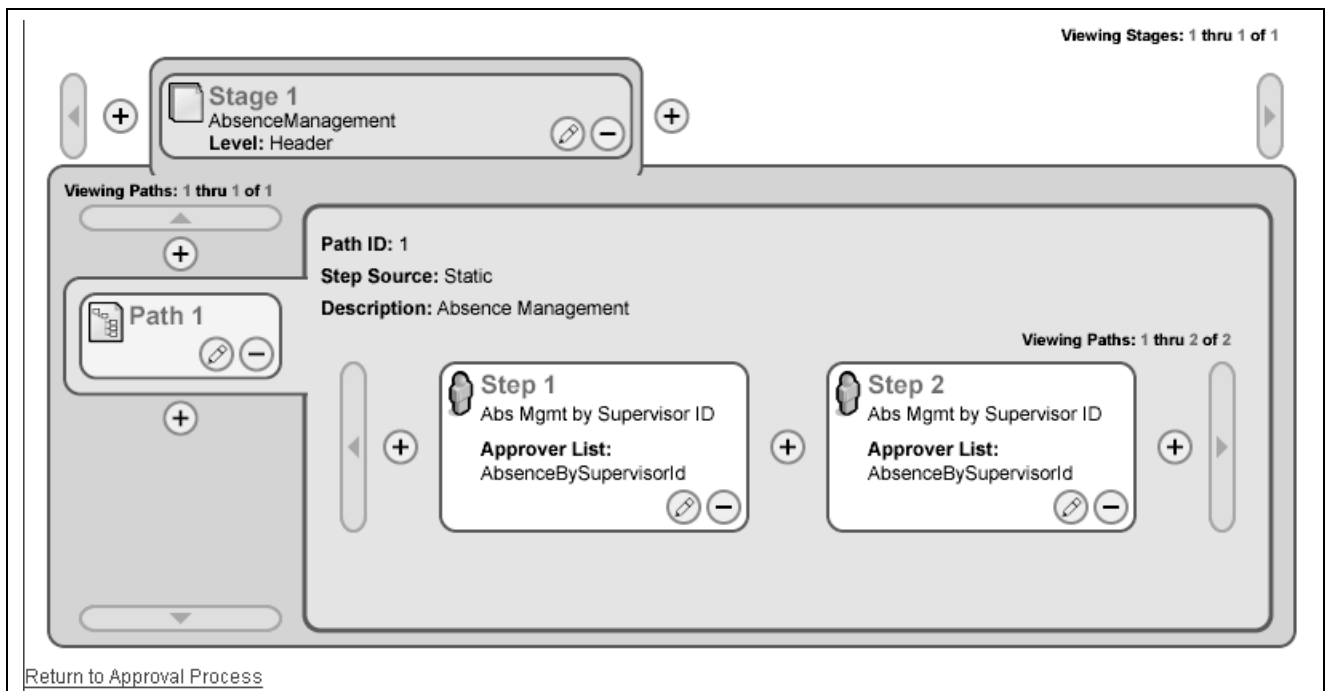 Viewing Stages: 1 thru 1 of 1
Stage 1
AbsenceManagement
Level: Header
Viewing Paths: 1 thru 1 of 1
Path 1
Path ID: 1
Step Source: Static
Description: Absence Management
Viewing Paths: 1 thru 2 of 2
Step 1
Abs Mgmt by Supervisor ID
Approver List:
AbsenceBySupervisorId
Step 2
Abs Mgmt by Supervisor ID
Approver List:
AbsenceBySupervisorId
Return to Approval Process